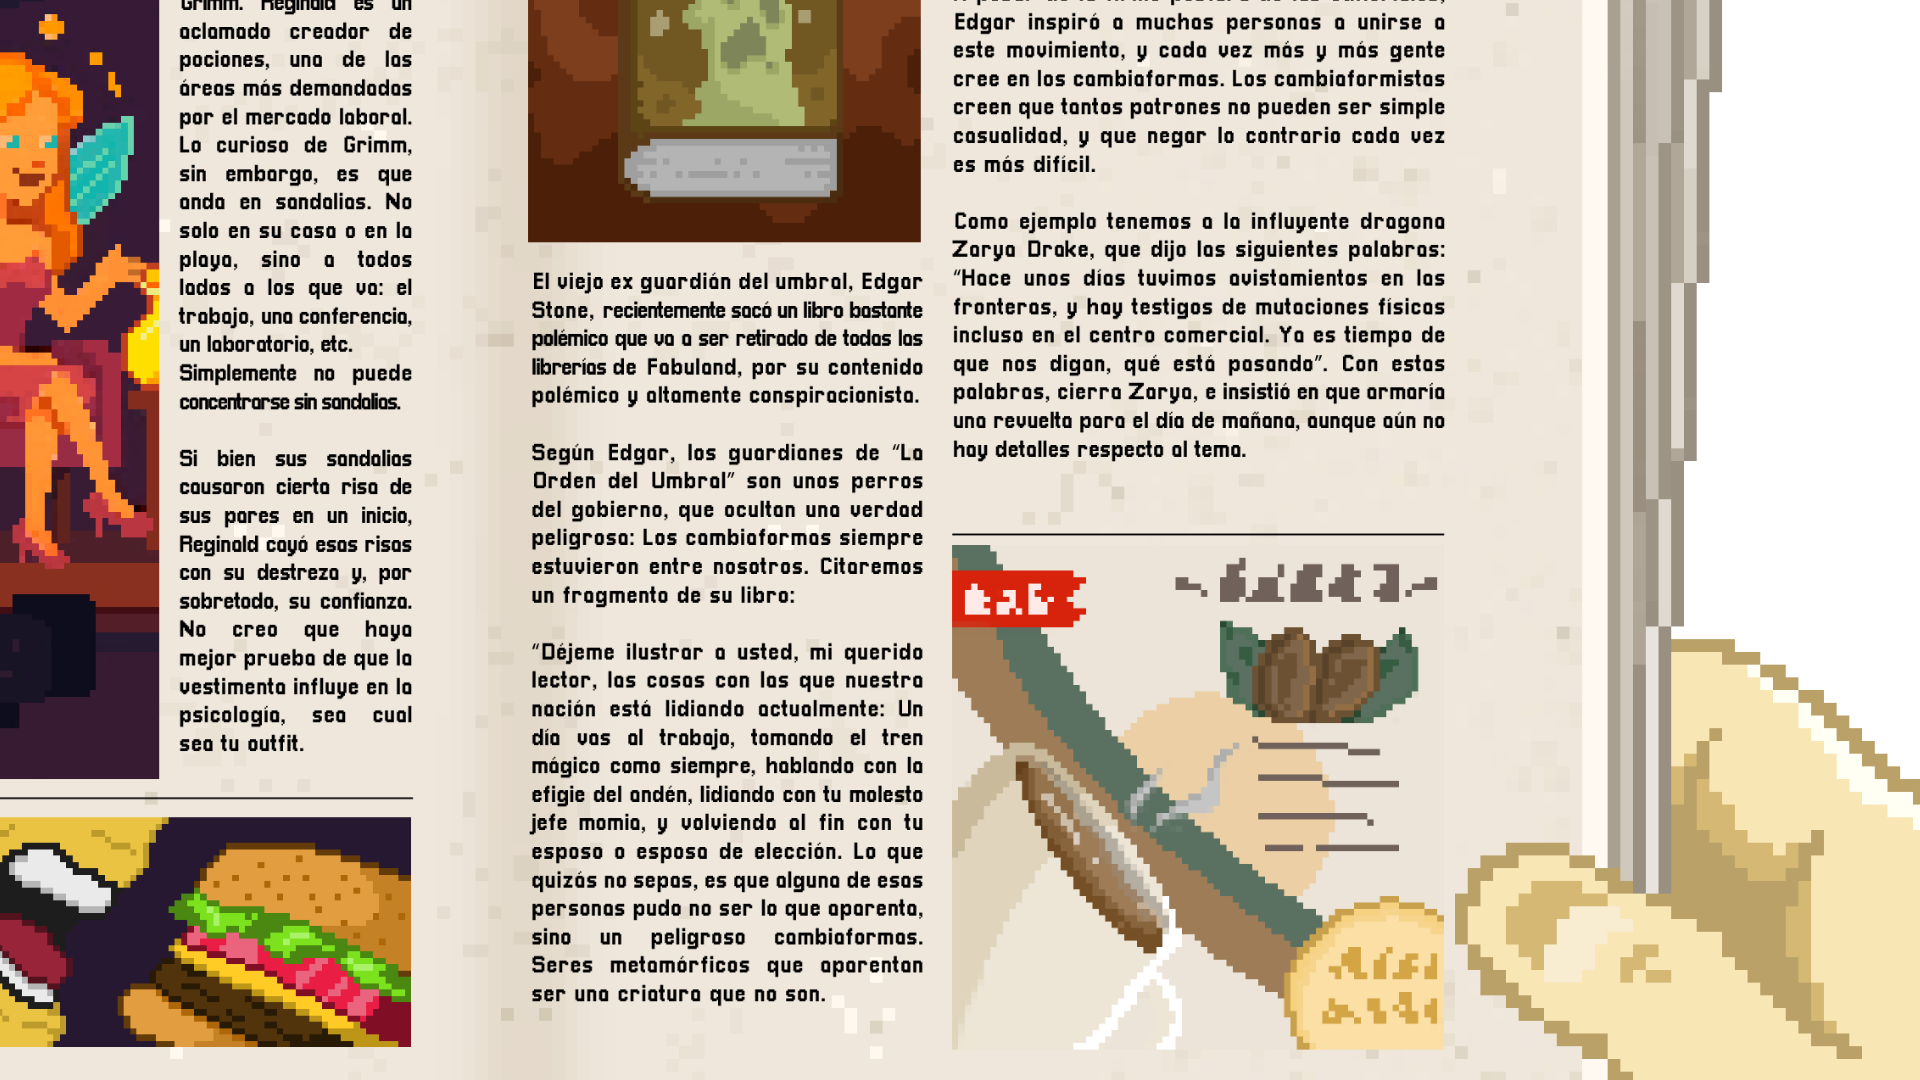 Grimm. Reginald es un
aclamado creador de
pociones, una de las
áreas más demandadas
por el mercado laboral.
Lo curioso de Grimm,
sin embargo, es que
anda en sandalias. No
solo en su casa o en la
playa, sino a todos
lados a los que va: el
trabajo, una conferencia,
un laboratorio, etc.
Simplemente no puede
concentrarse sin sandalias.
Si bien sus sandalias
causaron cierta risa de
sus pares en un inicio,
Reginald cayó esas risas
con su destreza y, por
sobretodo, su confianza.
No creo que haya
mejor prueba de que la
vestimenta influye en la
psicología, sea cual
sea tu outfit.
El viejo ex guardián del umbral, Edgar
Stone, recientemente sacó un libro bastante
polémico que va a ser retirado de todas las
librerías de Fabuland, por su contenido
polémico y altamente conspiracionista.
Según Edgar, los guardianes de “La
Orden del Umbral” son unos perros
del gobierno, que ocultan una verdad
peligrosa: Los cambiaformas siempre
estuvieron entre nosotros. Citaremos
un fragmento de su libro:
“Déjeme ilustrar a usted, mi querido
lector, las cosas con las que nuestra
nación está lidiando actualmente: Un
día vas al trabajo, tomando el tren
mágico como siempre, hablando con la
efigie del andén, lidiando con tu molesto
jefe momia, y volviendo al fin con tu
esposo o esposa de elección. Lo que
quizás no sepas, es que alguna de esas
personas pudo no ser lo que aparenta,
sino un peligroso cambiaformas.
Seres metamórficos que aparentan
ser una criatura que no son.
Edgar inspiró a muchas personas a unirse a
este movimiento, y cada vez más y más gente
cree en los cambiaformas. Los cambiaformistas
creen que tantos patrones no pueden ser simple
casualidad, y que negar lo contrario cada vez
es más difícil.
Como ejemplo tenemos a la influyente dragona
Zarya Drake, que dijo las siguientes palabras:
“Hace unos días tuvimos avistamientos en las
fronteras, y hay testigos de mutaciones físicas
incluso en el centro comercial. Ya es tiempo de
que nos digan, qué está pasando”. Con estas
palabras, cierra Zarya, e insistió en que armaría
una revuelta para el día de mañana, aunque aún no
hay detalles respecto al tema.